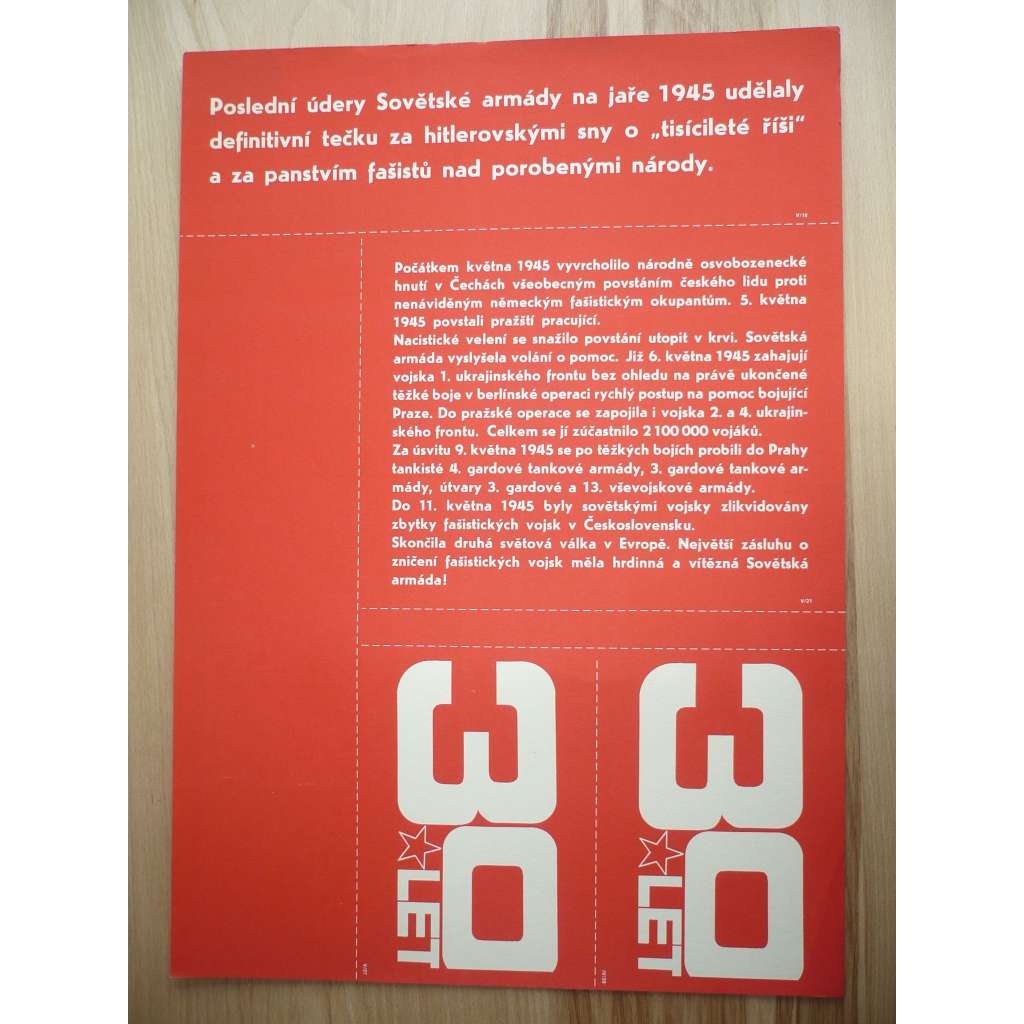 Poslední údery Sovětské armády na jaře 1945 udělaly
definitivní tečku za hitlerovskými sny o „tisícileté říši“
a za panstvím fašistů nad porobenými národy.
V/18
Počátkem května 1945 vyvrcholilo národně osvobozenecké
hnutí v Čechách všeobecným povstáním českého lidu proti
nenáviděným německým fašistickým okupantům. 5. května
1945 povstali pražští pracující.
Nacistické velení se snažilo povstání utopit v krvi. Sovětská
armáda vyslyšela volání o pomoc. Již 6. května 1945 zahajují
vojska 1. ukrajinského frontu bez ohledu na právě ukončené
těžké boje v berlínské operaci rychlý postup na pomoc bojující
Praze. Do pražské operace se zapojila i vojska 2. a 4. ukrajin-
ského frontu. Celkem se jí zúčastnilo 2 100 000 vojáků.
Za úsvitu 9. května 1945 se po těžkých bojích probili do Prahy
tankisté 4. gardové tankové armády, 3. gardové tankové ar-
mády, útvary 3. gardové a 13. vševojskové armády.
Do 11. května 1945 byly sovětskými vojsky zlikvidovány
zbytky fašistických vojsk v Československu.
Skončila druhá světová válka v Evropě. Největší zásluhu o
zničení fašistických vojsk měla hrdinná a vítězná Sovětská
armáda!
V/21
30
LET
30
LET